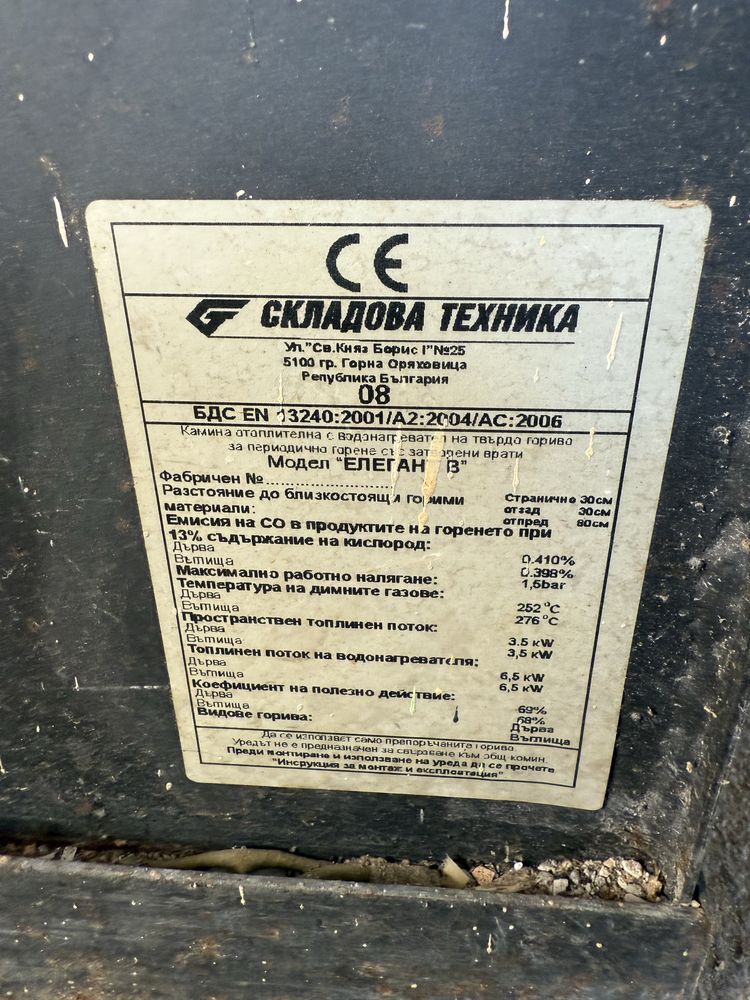 CE
СКЛАДОВА ТЕХНИКА
Ул."Св.Княз Борис I"№25
5100 гр. Горна Оряховица
Република България
08
БДС EN 13240:2001/A2:2004/AC:2006
Камина отоплителна с водонагревател на твърдо гориво
за периодично горене със затворени врати
Модел "ЕЛЕГАНТ В"
Фабричен №
Разстояние до близкостоящи горими материали: Странично 30см
отзад 30см
отпред 80см
Емисия на СО в продуктите на горенето при
13% съдържание на кислород:
Дърва 0.410%
Въглища 0.398%
Максимално работно налягане: 1,5bar
Температура на димните газове:
Дърва 252 °C
Въглища 276 °C
Пространствен топлинен поток:
Дърва 3.5 кW
Въглища 3,5 кW
Топлинен поток на водонагревателя:
Дърва 6,5 кW
Въглища 6,5 кW
Коефициент на полезно действие:
Дърва 69%
Въглища 68%
Видове горива: Дърва
Въглища
Да се използват само препоръчаните горива
Уредът не е предназначен за свързване към общ комин.
Преди монтиране и използване на уреда да се прочете
"Инструкция за монтаж и експлоатация"